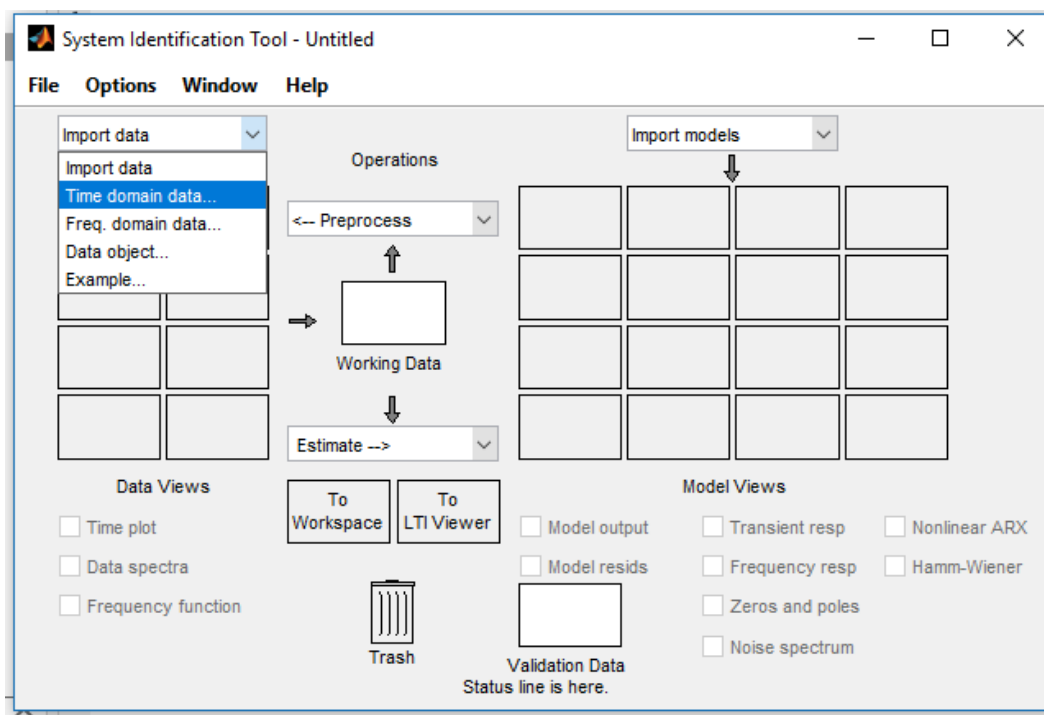 System Identification Tool - Untitled
File Options Window Help
Import data
Import data
Time domain data...
Freq. domain data...
Data object...
Example...
Operations
<-- Preprocess
Working Data
Estimate -->
To Workspace
To LTI Viewer
Import models
Data Views
Time plot
Data spectra
Frequency function
Trash
Model Views
Model output
Transient resp
Nonlinear ARX
Model resids
Frequency resp
Hamm-Wiener
Zeros and poles
Noise spectrum
Validation Data
Status line is here.